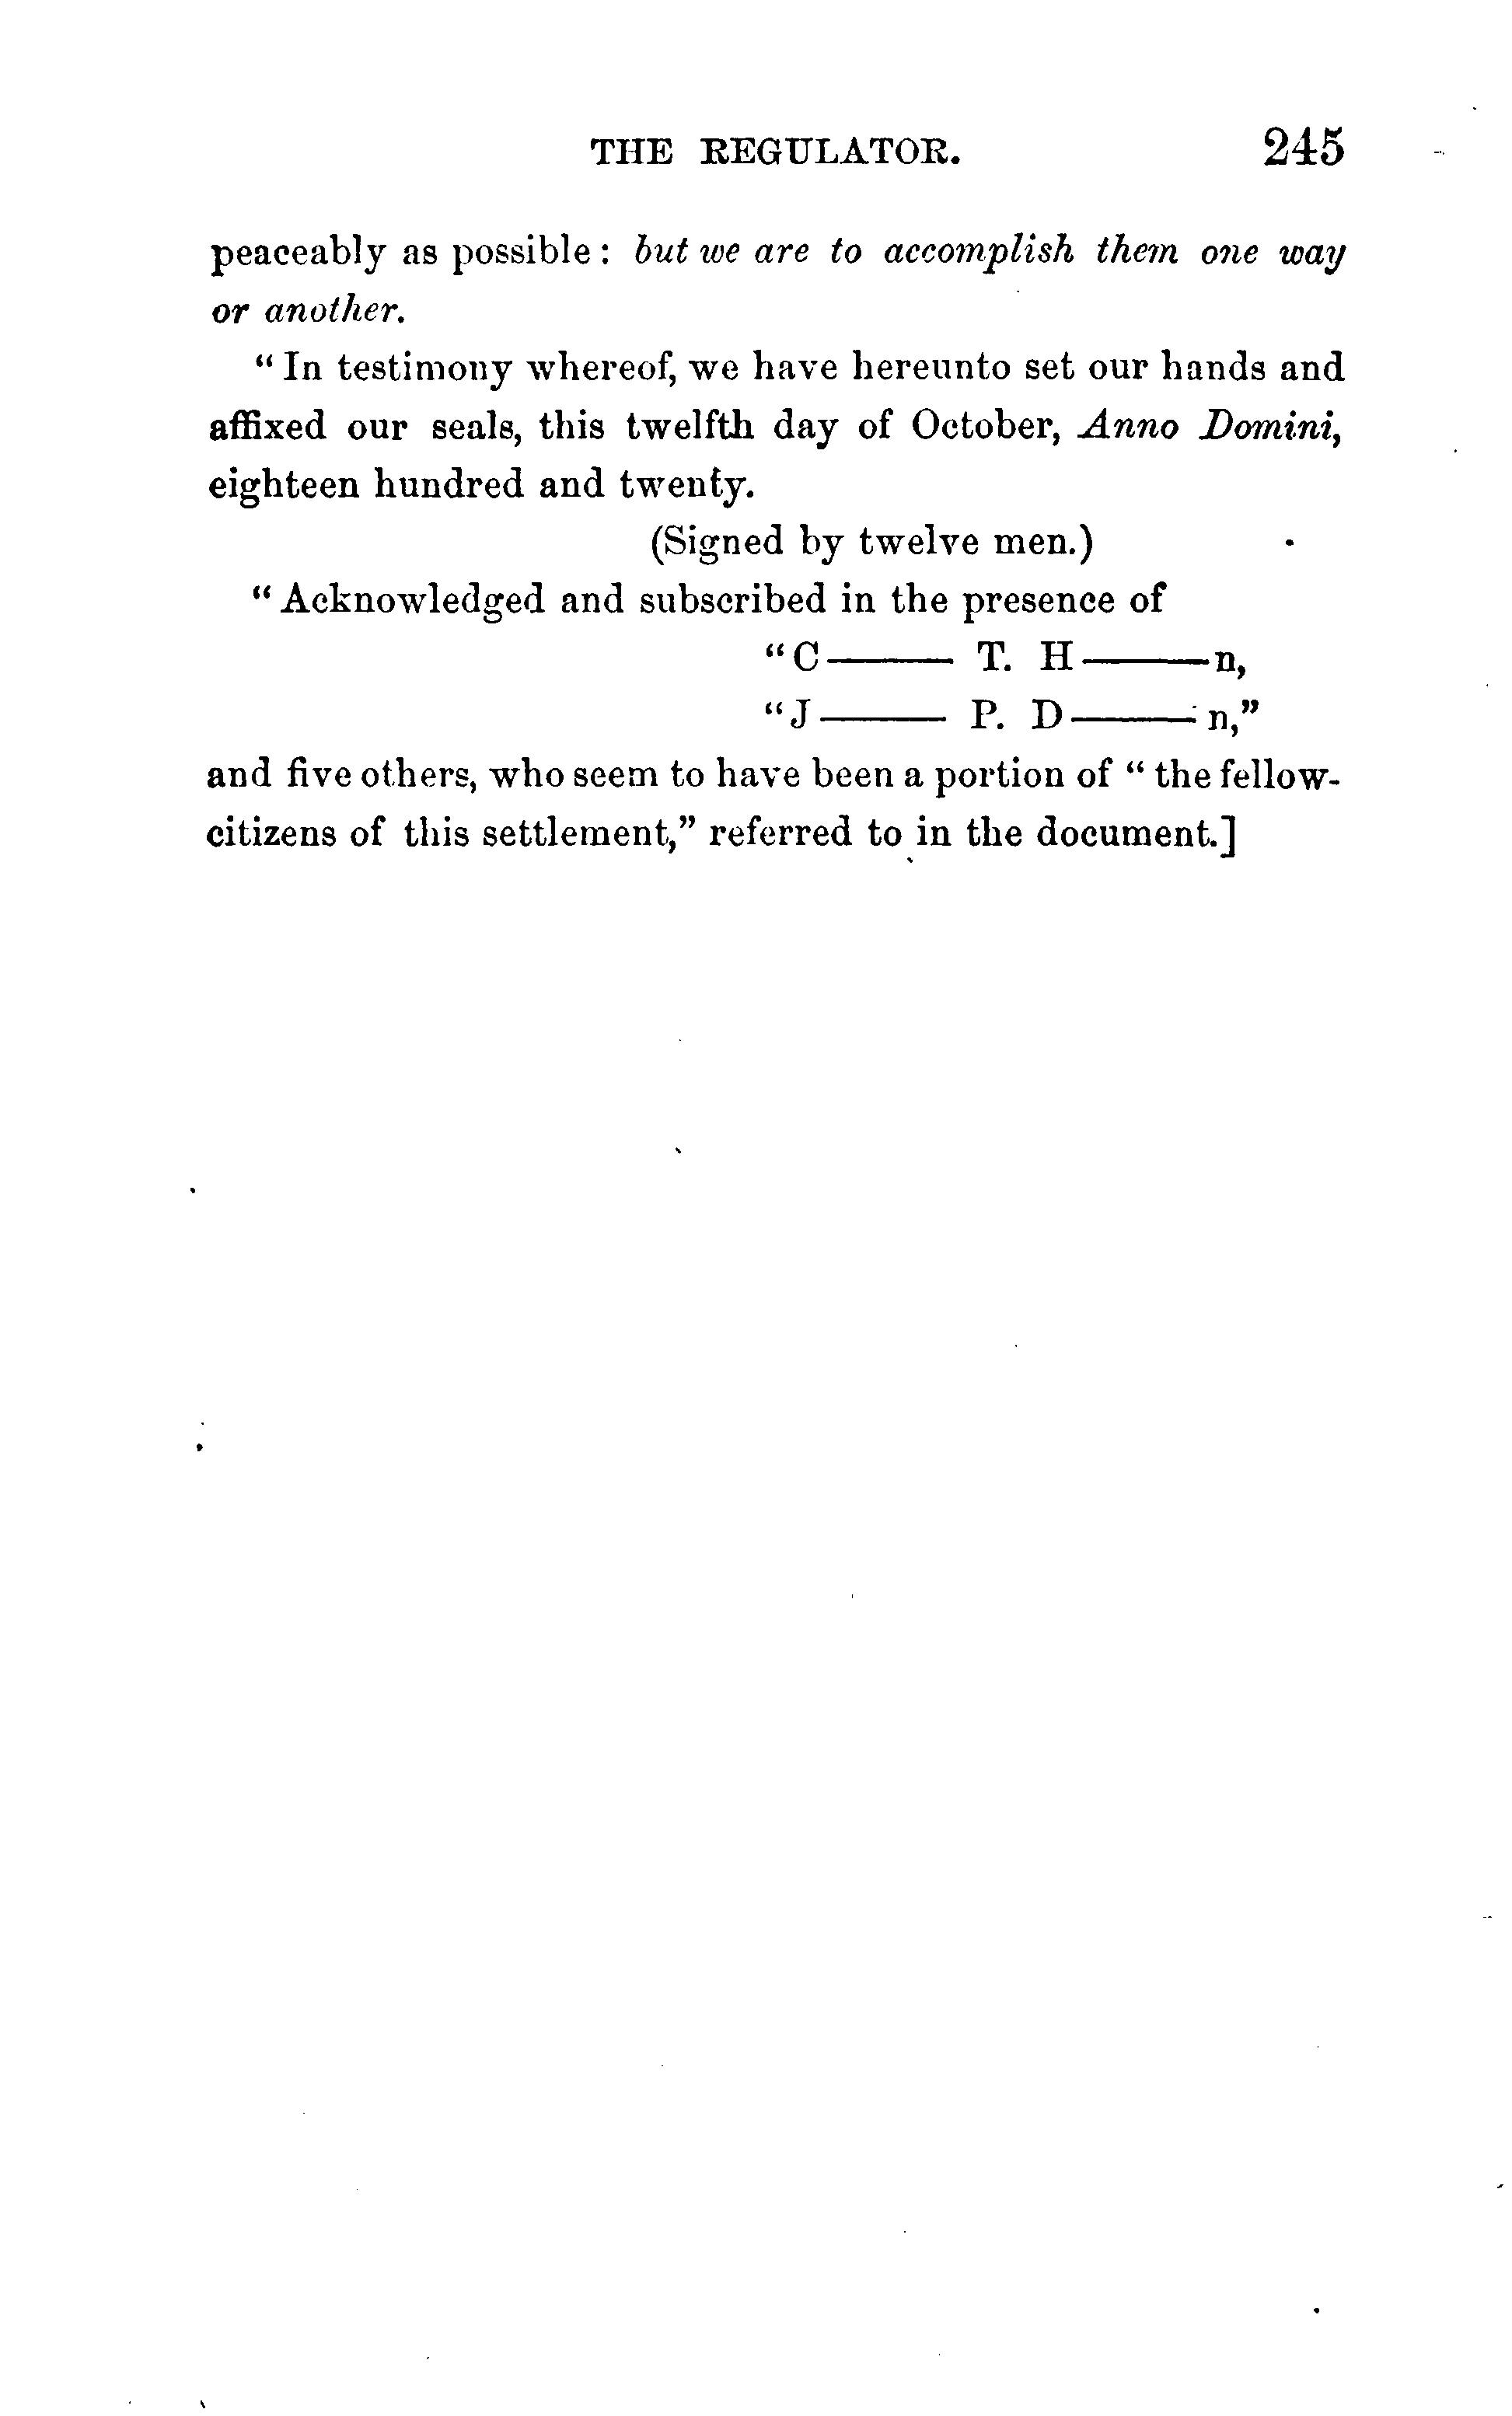 THE REGULATOR. 245
peaceably as possible: but we are to accomplish them one way
or another.
“In testimony whereof, we have hereunto set our hands and
affixed our seals, this twelfth day of October, Anno Domini,
eighteen hundred and twenty.
(Signed by twelve men.)
“Acknowledged and subscribed in the presence of
“C—— T. H——n,
“J—— P. D——n,”
and five others, who seem to have been a portion of “the fellow-
citizens of this settlement,” referred to in the document.]